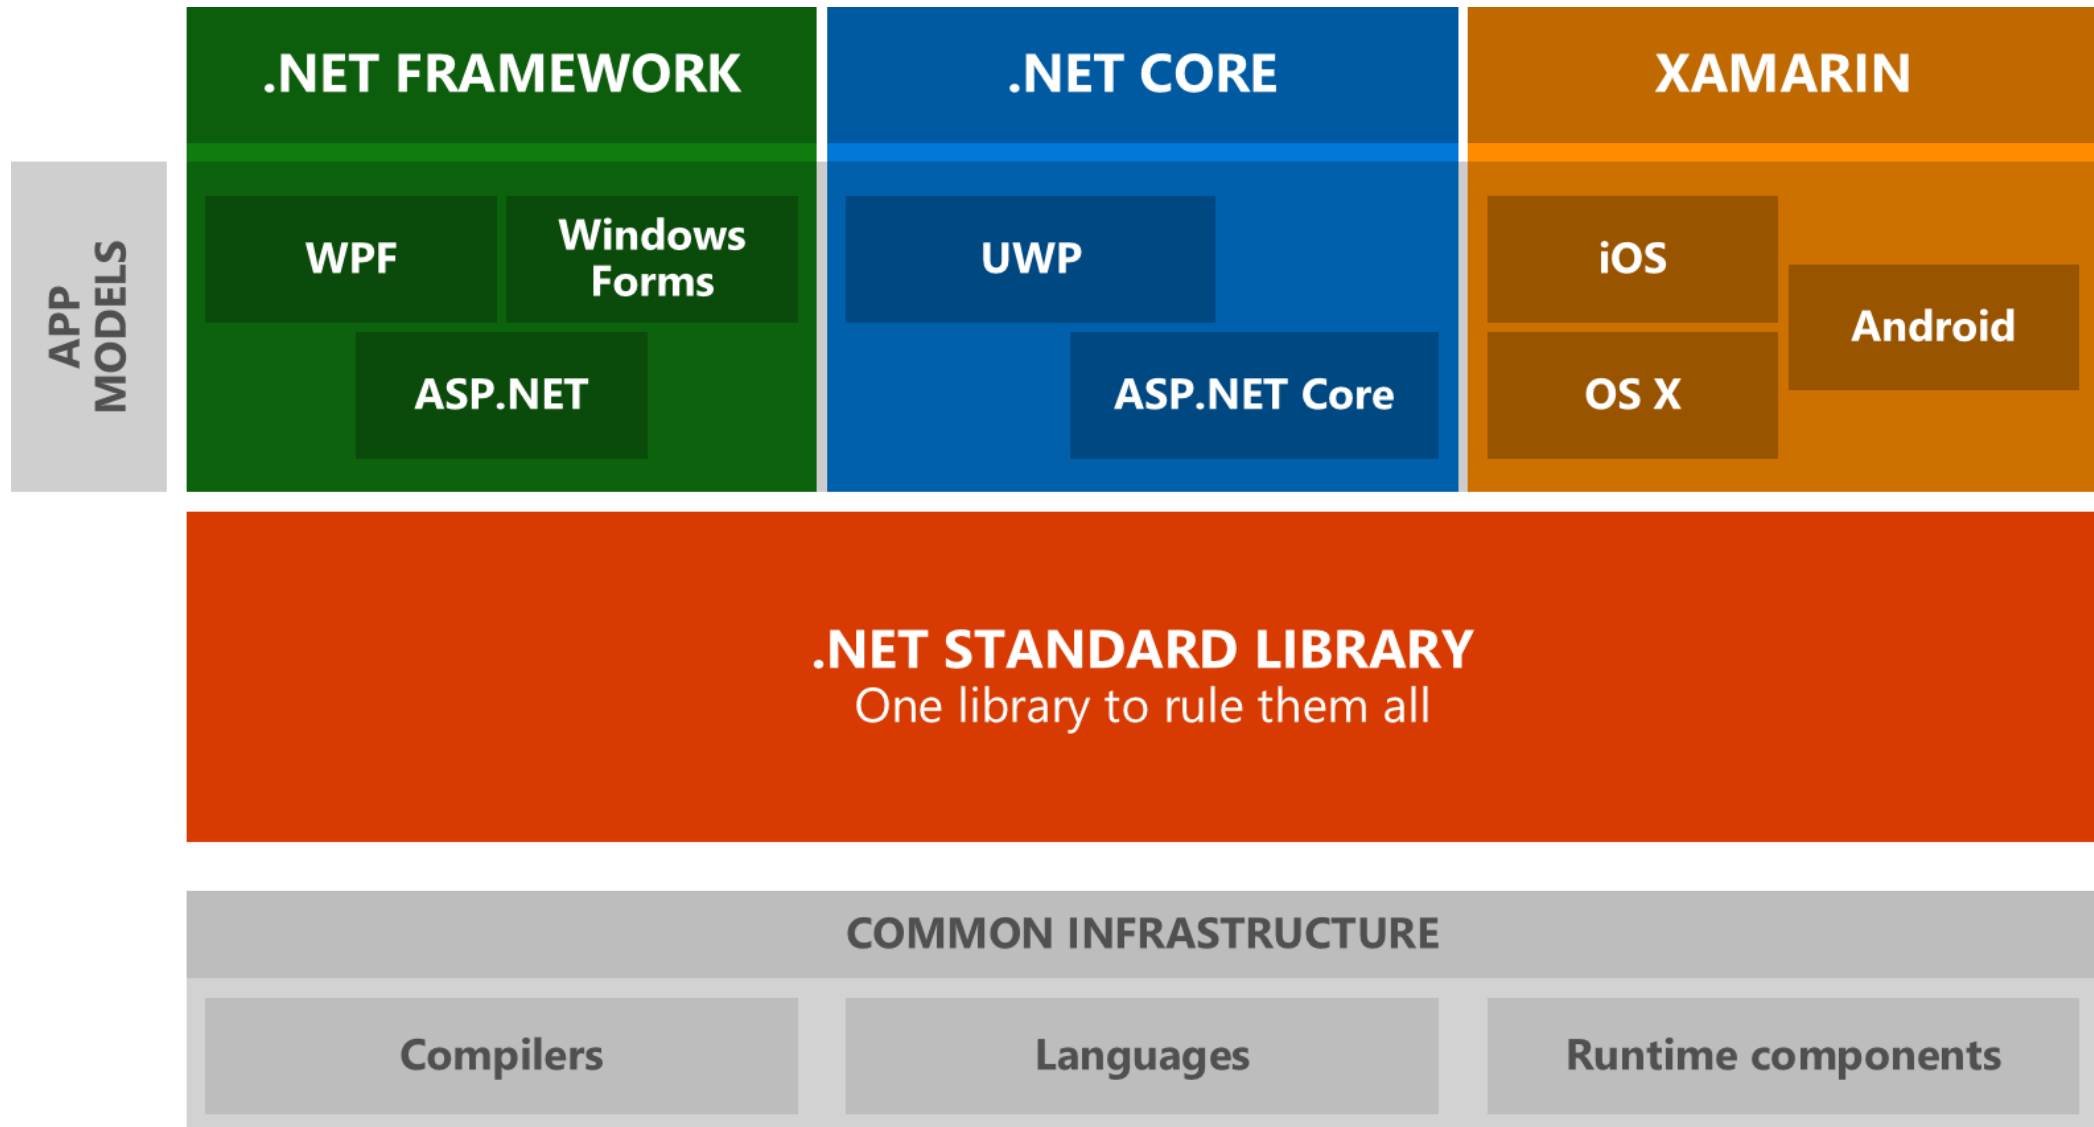 .NET FRAMEWORK
.NET CORE
XAMARIN
APP
MODELS
WPF
Windows
Forms
ASP.NET
UWP
ASP.NET Core
iOS
OS X
Android
.NET STANDARD LIBRARY
One library to rule them all
COMMON INFRASTRUCTURE
Compilers
Languages
Runtime components